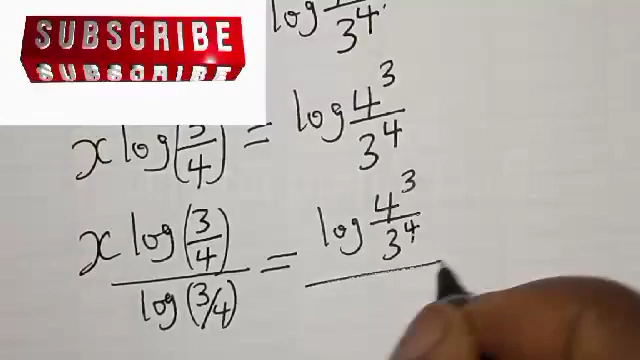 SUBSCRIBE
x log(3/4) = log 4^3/3^4
x log(3/4) / log(3/4) = log 4^3/3^4